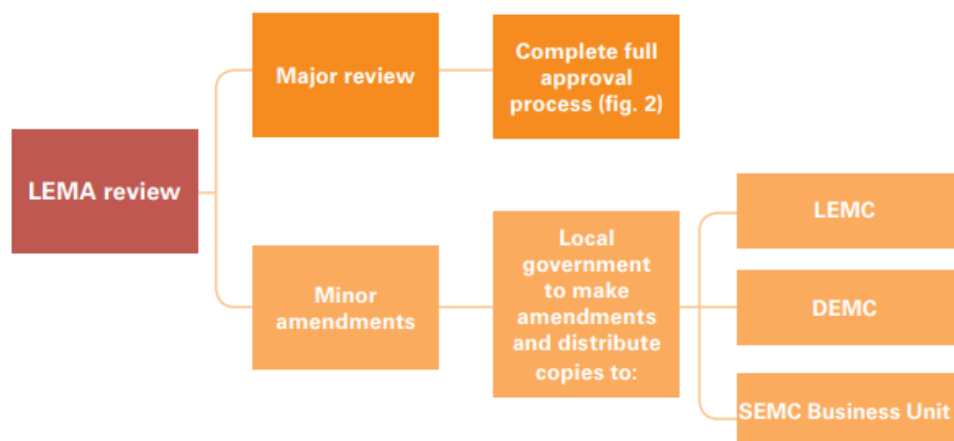 LEMA review
Major review
Complete full
approval
process (fig. 2)
Minor
amendments
Local
government
to make
amendments
and distribute
copies to:
LEMC
DEMC
SEMC Business Unit